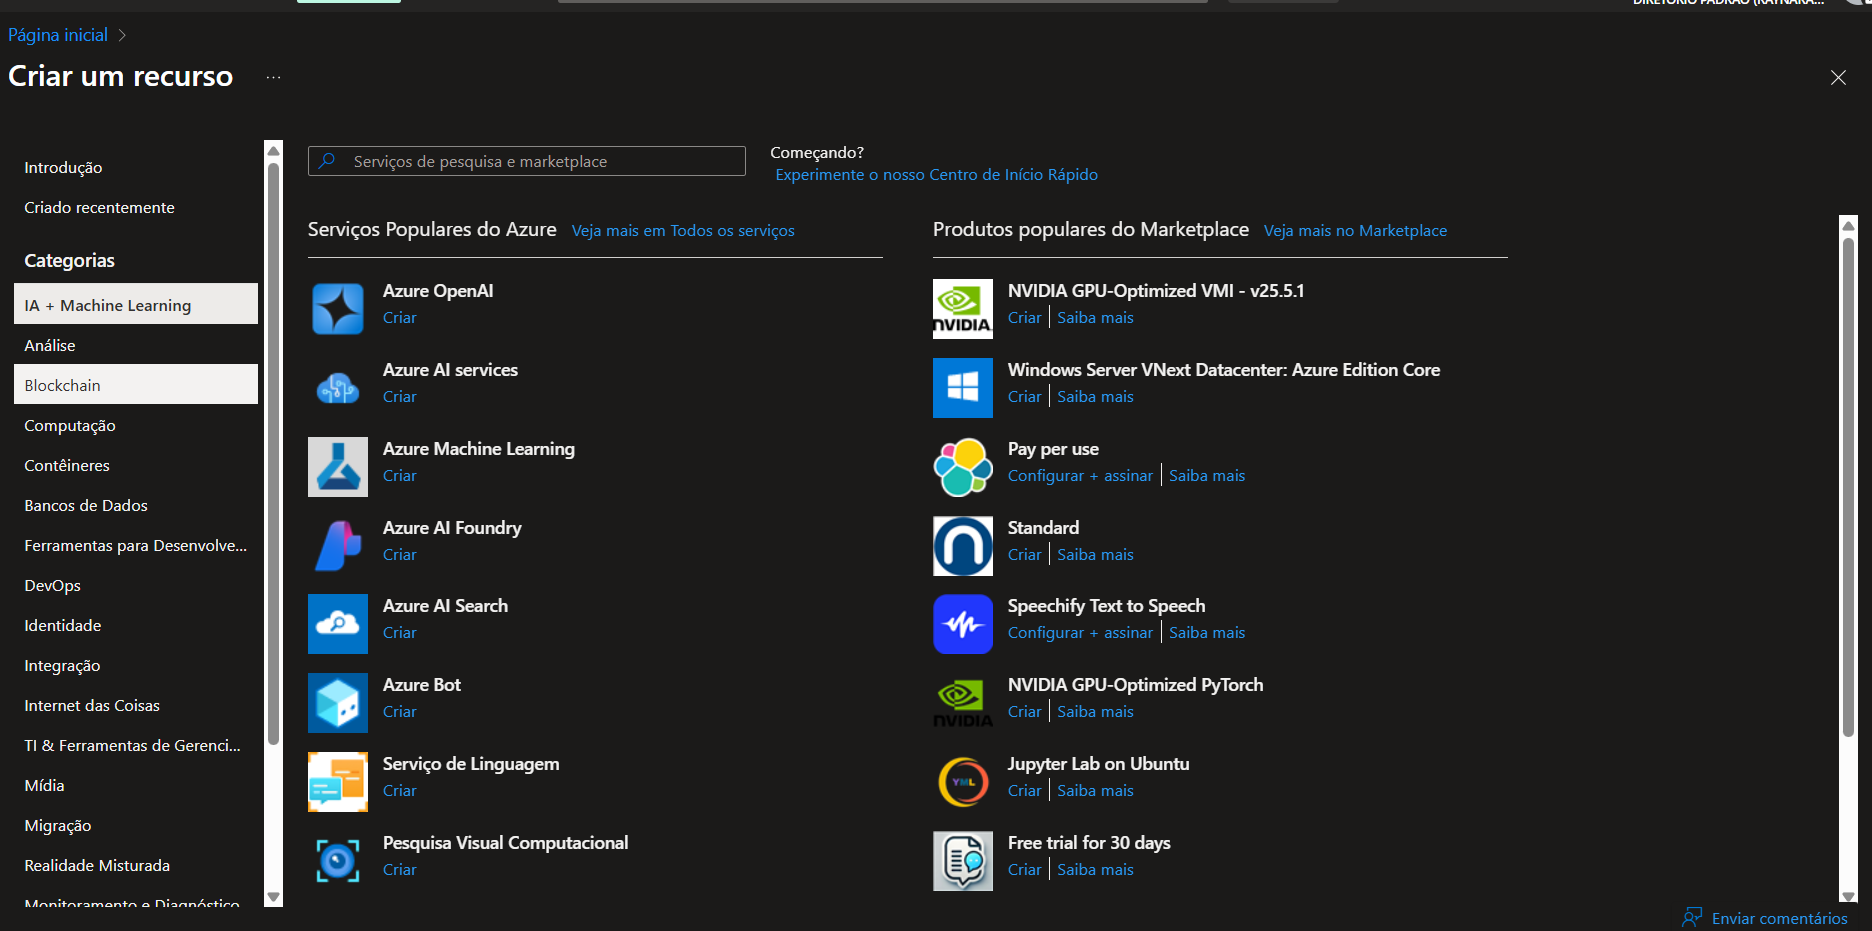 Página inicial
Criar um recurso
Introdução
Criado recentemente
Categorias
IA + Machine Learning
Análise
Blockchain
Computação
Contêineres
Bancos de Dados
Ferramentas para Desenvolve...
DevOps
Identidade
Integração
Internet das Coisas
TI & Ferramentas de Gerenci...
Mídia
Migração
Realidade Misturada
Monitoramento e Diagnóstico
Serviços de pesquisa e marketplace
Começando?
Experimente o nosso Centro de Início Rápido
Serviços Populares do Azure Veja mais em Todos os serviços
Azure OpenAI
Criar
Azure AI services
Criar
Azure Machine Learning
Criar
Azure AI Foundry
Criar
Azure AI Search
Criar
Azure Bot
Criar
Serviço de Linguagem
Criar
Pesquisa Visual Computacional
Criar
Produtos populares do Marketplace Veja mais no Marketplace
NVIDIA
NVIDIA GPU-Optimized VMI - v25.5.1
Criar Saiba mais
Windows Server VNext Datacenter: Azure Edition Core
Criar Saiba mais
Pay per use
Configurar + assinar Saiba mais
Standard
Criar Saiba mais
Speechify Text to Speech
Configurar + assinar Saiba mais
NVIDIA
NVIDIA GPU-Optimized PyTorch
Criar Saiba mais
YML
Jupyter Lab on Ubuntu
Criar Saiba mais
Free trial for 30 days
Criar Saiba mais
Enviar comentários